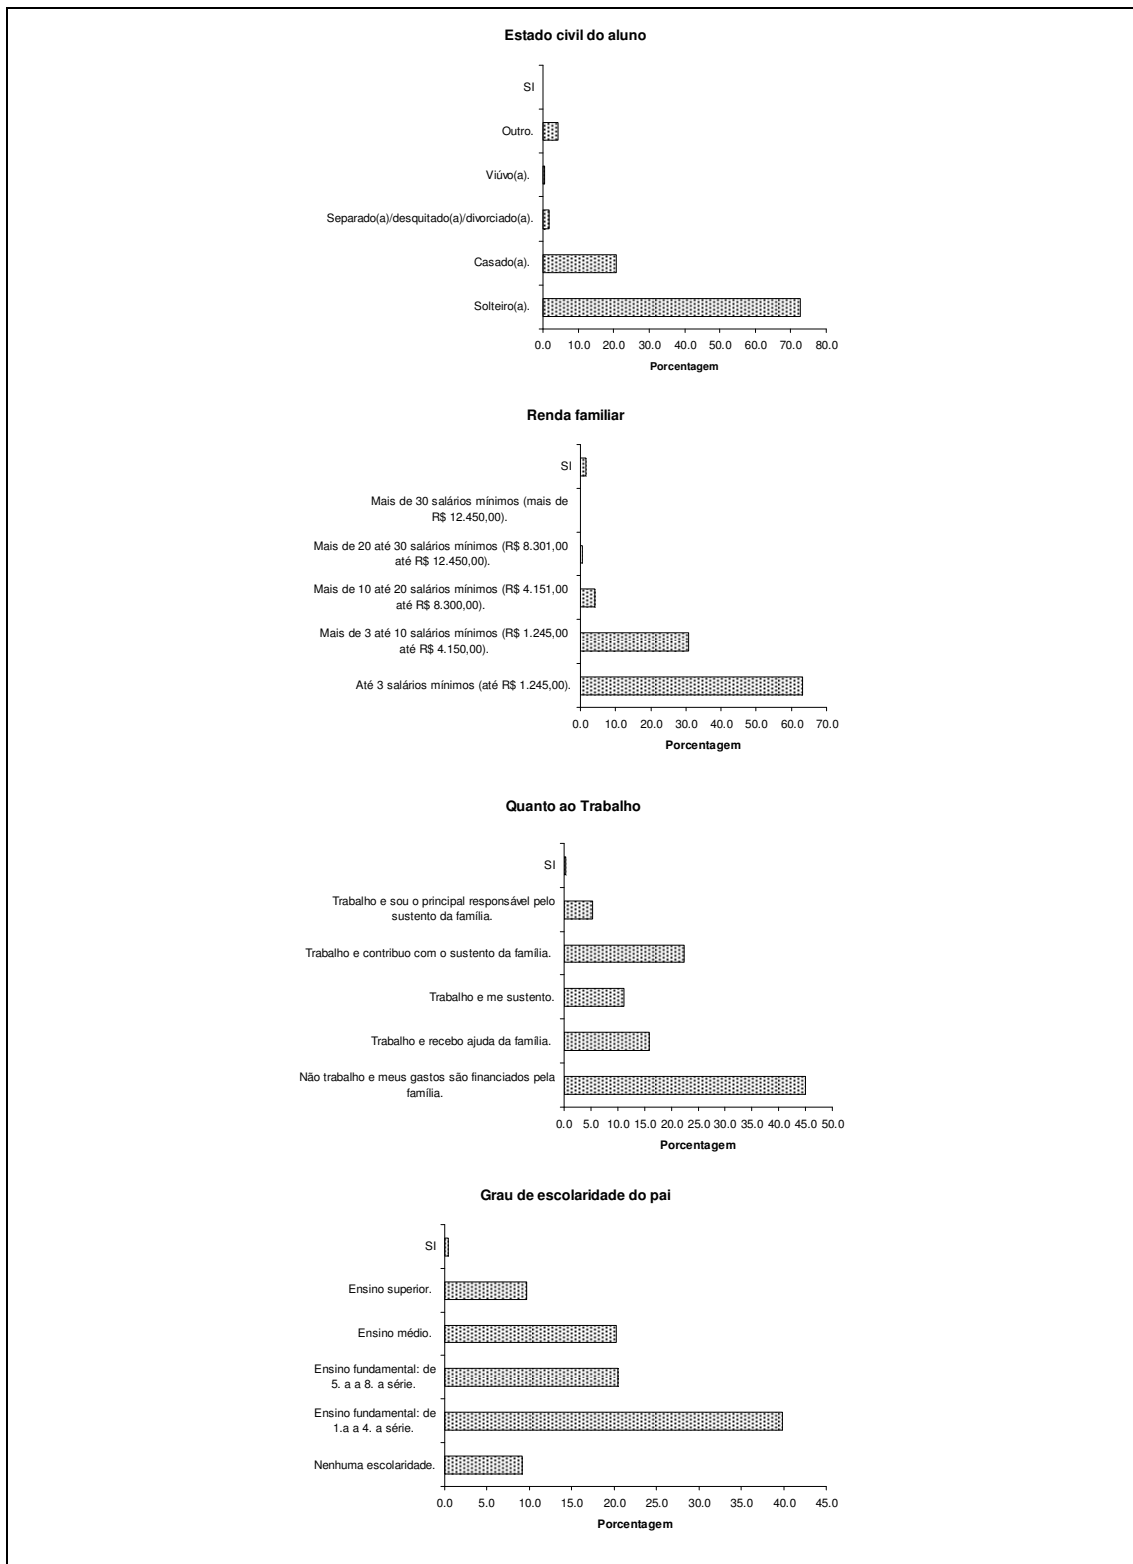 Estado civil do aluno
SI
Outro.
Viúvo(a).
Separado(a)/desquitado(a)/divorciado(a).
Casado(a).
Solteiro(a).
0.0 10.0 20.0 30.0 40.0 50.0 60.0 70.0 80.0
Porcentagem
Renda familiar
SI
Mais de 30 salários mínimos (mais de
R$ 12.450,00).
Mais de 20 até 30 salários mínimos (R$ 8.301,00
até R$ 12.450,00).
Mais de 10 até 20 salários mínimos (R$ 4.151,00
até R$ 8.300,00).
Mais de 3 até 10 salários mínimos (R$ 1.245,00
até R$ 4.150,00).
Até 3 salários mínimos (até R$ 1.245,00).
0.0 10.0 20.0 30.0 40.0 50.0 60.0 70.0
Porcentagem
Quanto ao Trabalho
SI
Trabalho e sou o principal responsável pelo
sustento da família.
Trabalho e contribuo com o sustento da família.
Trabalho e me sustento.
Trabalho e recebo ajuda da família.
Não trabalho e meus gastos são financiados pela
família.
0.0 5.0 10.0 15.0 20.0 25.0 30.0 35.0 40.0 45.0 50.0
Porcentagem
Grau de escolaridade do pai
SI
Ensino superior.
Ensino médio.
Ensino fundamental: de
5. a a 8. a série.
Ensino fundamental: de
1.a a 4. a série.
Nenhuma escolaridade.
0.0 5.0 10.0 15.0 20.0 25.0 30.0 35.0 40.0 45.0
Porcentagem